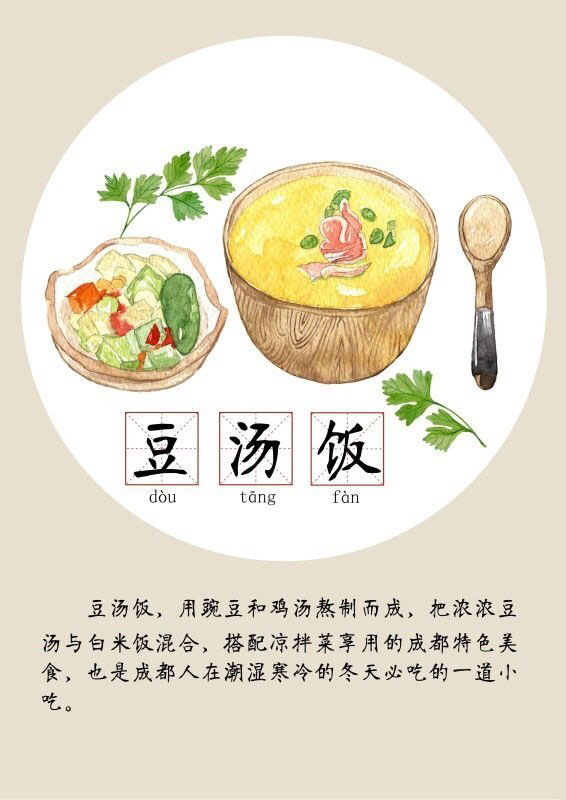 豆汤饭
dòu tāng fàn
豆汤饭，用豌豆和鸡汤熬制而成，把浓浓豆
汤与白米饭混合，搭配凉拌菜享用的成都特色美
食，也是成都人在潮湿寒冷的冬天必吃的一道小
吃。